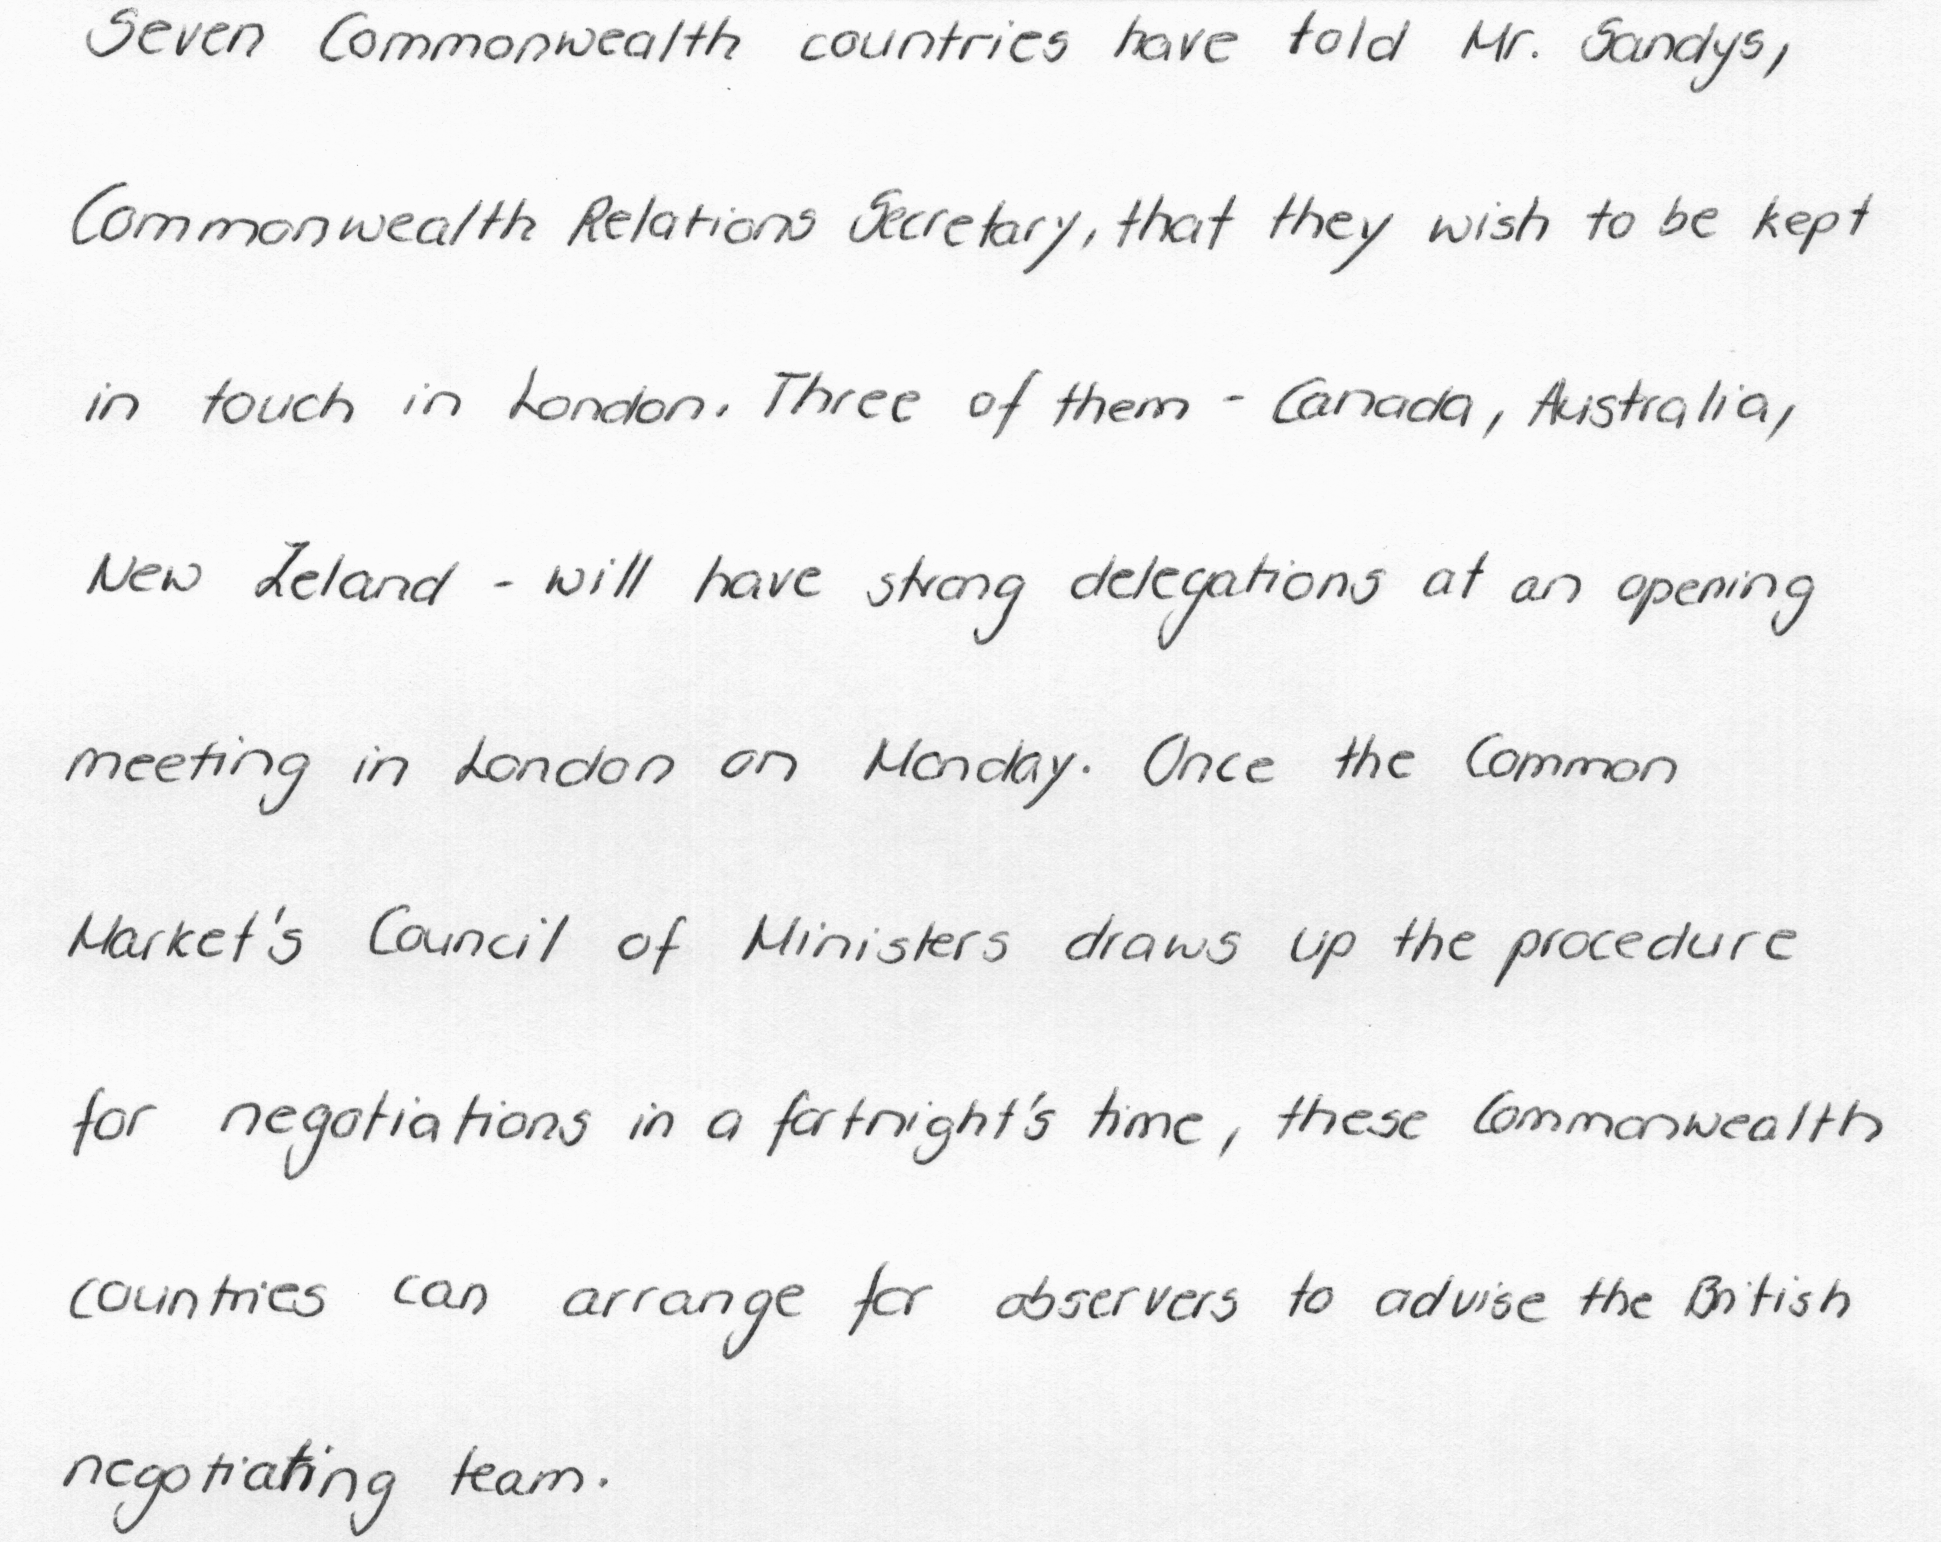 Seven Commonwealth countries have told Mr. Sandys,
Commonwealth Relations Secretary, that they wish to be kept
in touch in London. Three of them - Canada, Australia,
New Zeland - will have strong delegations at an opening
meeting in London on Monday. Once the Common
Market's Council of Ministers draws up the procedure
for negotiations in a fortnight's time, these Commonwealth
countries can arrange for observers to advise the British
negotiating team.